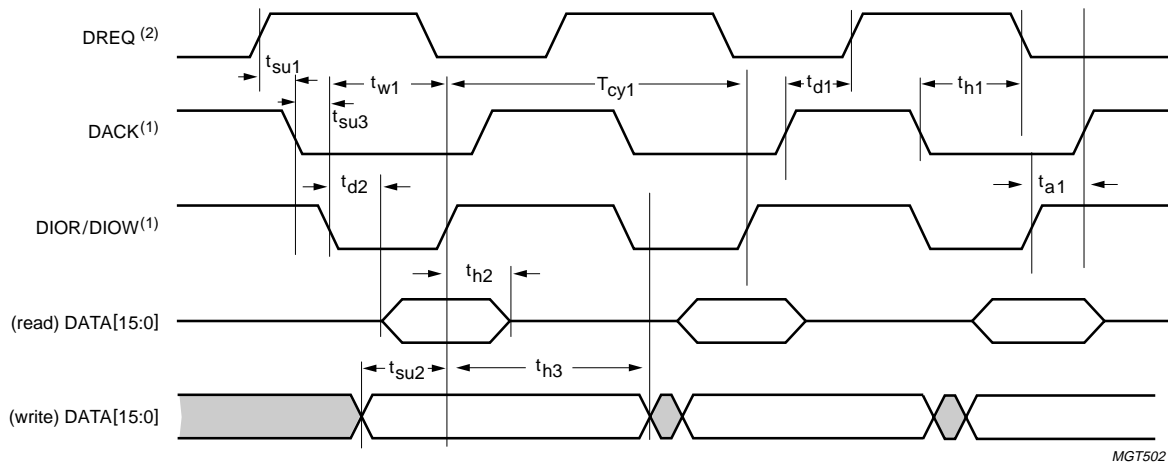 DREQ (2)
tsu1
tw1
Tcy1
td1
th1
DACK(1)
tsu3
td2
ta1
DIOR/DIOW(1)
th2
(read) DATA[15:0]
tsu2
th3
(write) DATA[15:0]
MGT502